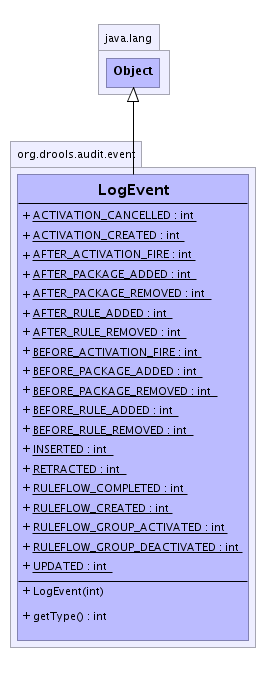 java.lang
Object
org.drools.audit.event
LogEvent
+ ACTIVATION_CANCELLED : int
+ ACTIVATION_CREATED : int
+ AFTER_ACTIVATION_FIRE : int
+ AFTER_PACKAGE_ADDED : int
+ AFTER_PACKAGE_REMOVED : int
+ AFTER_RULE_ADDED : int
+ AFTER_RULE_REMOVED : int
+ BEFORE_ACTIVATION_FIRE : int
+ BEFORE_PACKAGE_ADDED : int
+ BEFORE_PACKAGE_REMOVED : int
+ BEFORE_RULE_ADDED : int
+ BEFORE_RULE_REMOVED : int
+ INSERTED : int
+ RETRACTED : int
+ RULEFLOW_COMPLETED : int
+ RULEFLOW_CREATED : int
+ RULEFLOW_GROUP_ACTIVATED : int
+ RULEFLOW_GROUP_DEACTIVATED : int
+ UPDATED : int
+ LogEvent(int)
+ getType() : int